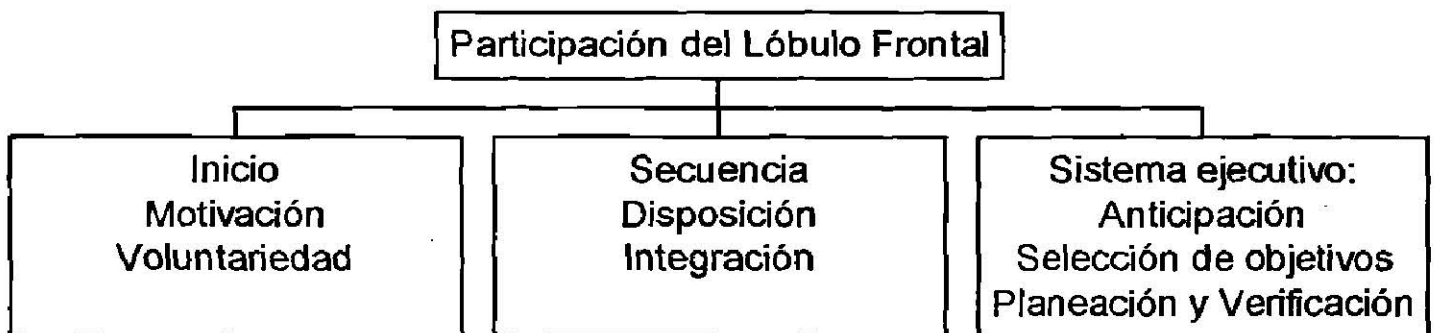 Participación del Lóbulo Frontal
Inicio
Motivación
Voluntariedad
Secuencia
Disposición
Integración
Sistema ejecutivo:
Anticipación
Selección de objetivos
Planeación y Verificación